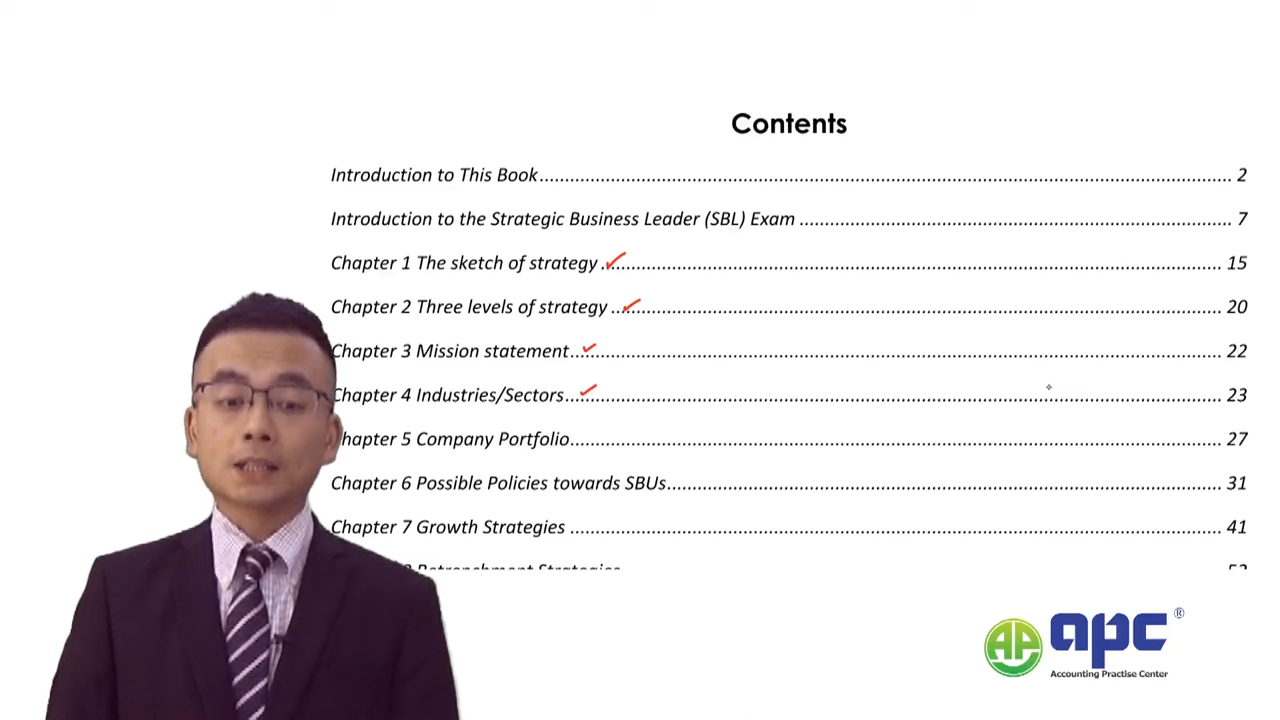 Contents
Introduction to This Book.......................................................... 2
Introduction to the Strategic Business Leader (SBL) Exam .......................................................... 7
Chapter 1 The sketch of strategy .......................................................... 15
Chapter 2 Three levels of strategy .......................................................... 20
Chapter 3 Mission statement.......................................................... 22
Chapter 4 Industries/Sectors.......................................................... 23
hapter 5 Company Portfolio.......................................................... 27
Chapter 6 Possible Policies towards SBUs.......................................................... 31
Chapter 7 Growth Strategies .......................................................... 41
AP apc ®
Accounting Practise Center